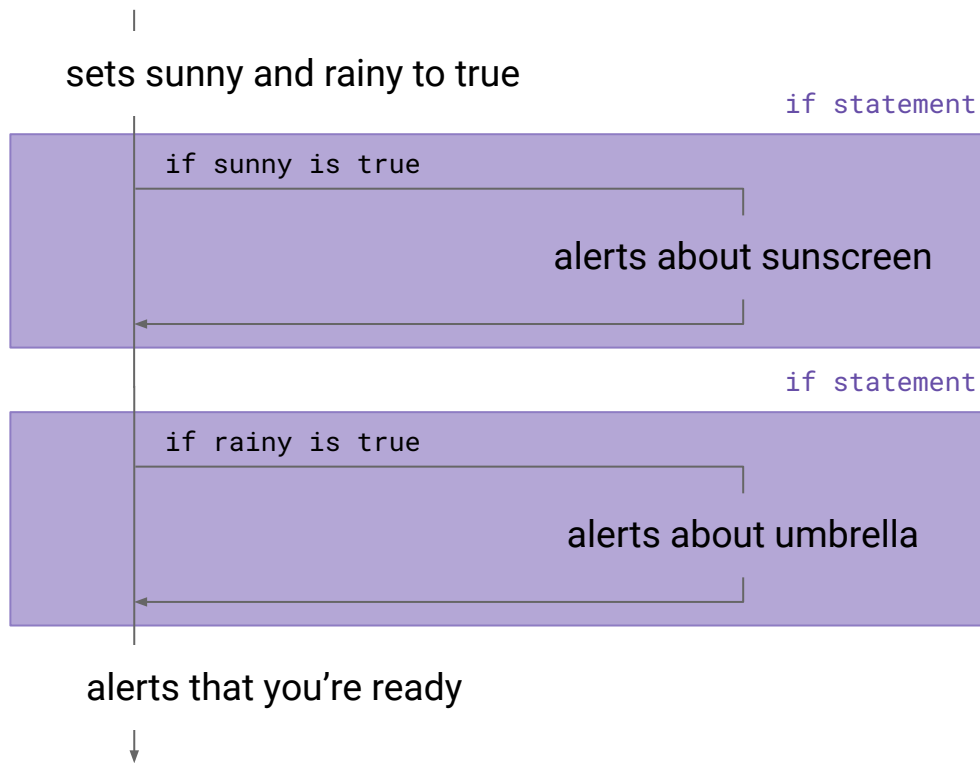 sets sunny and rainy to true
if statement
if sunny is true
alerts about sunscreen
if statement
if rainy is true
alerts about umbrella
alerts that you’re ready